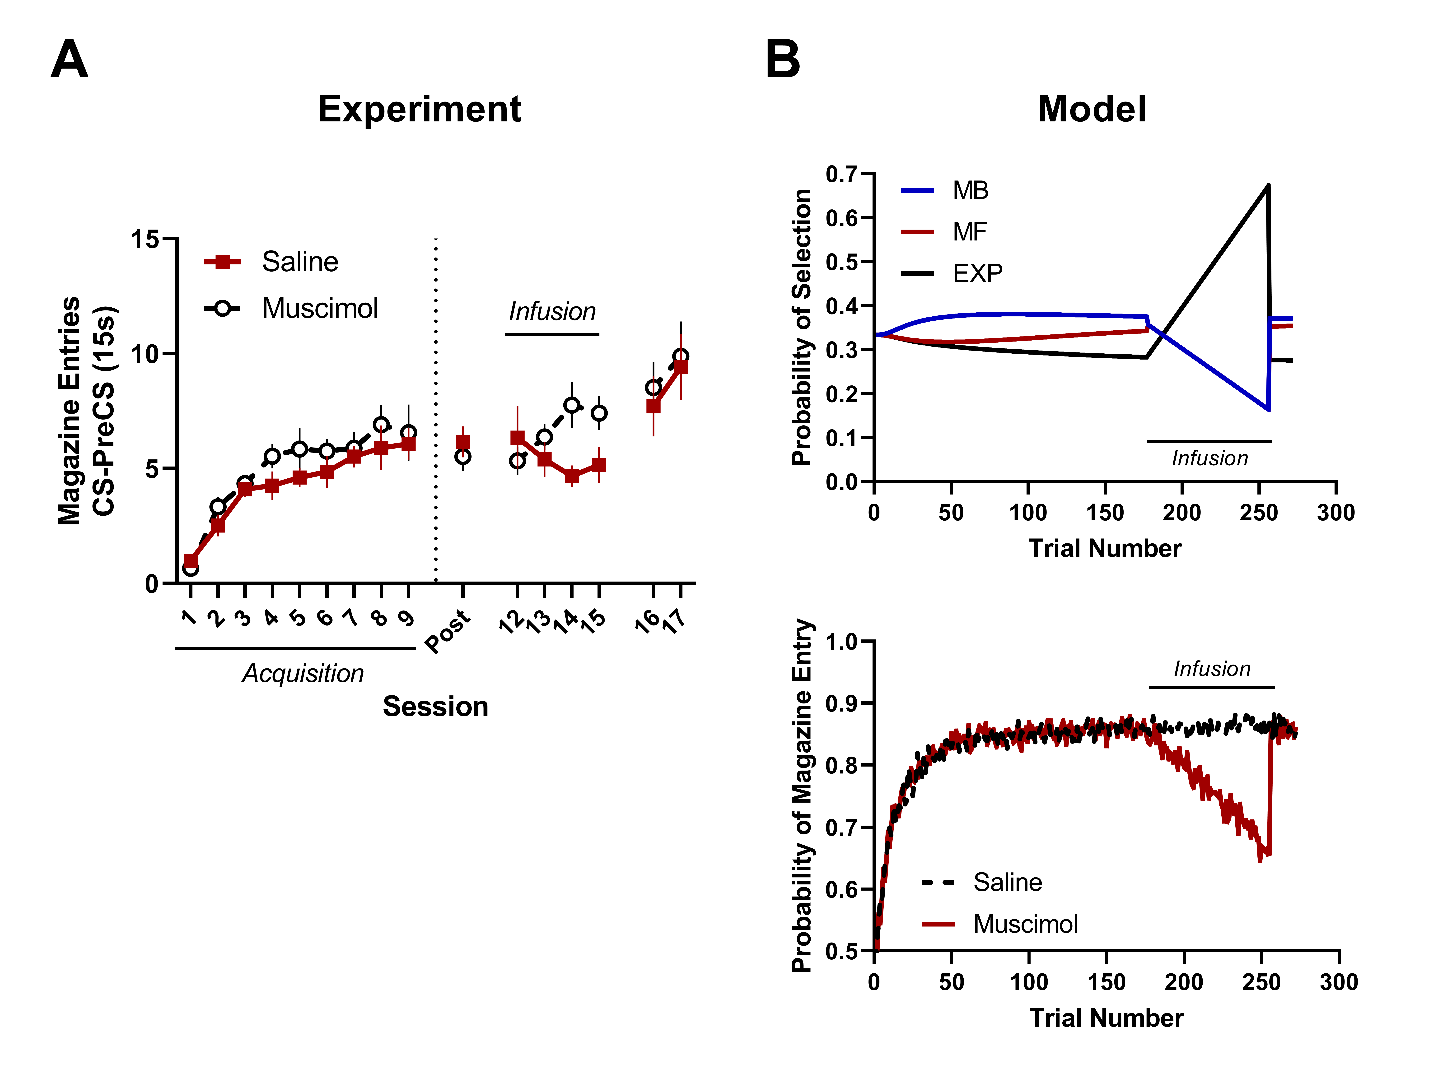 A
Experiment
Magazine Entries
CS-PreCS (15s)
15
10
5
0
Saline
Muscimol
Infusion
1 2 3 4 5 6 7 8 9 Post 12 13 14 15 16 17
Acquisition
Session
B
Model
Probability of Selection
0.7
0.6
0.5
0.4
0.3
0.2
0.1
0.0
MB
MF
EXP
Infusion
0 50 100 150 200 250 300
Trial Number
Probability of Magazine Entry
1.0
0.9
0.8
0.7
0.6
0.5
Infusion
Saline
Muscimol
0 50 100 150 200 250 300
Trial Number